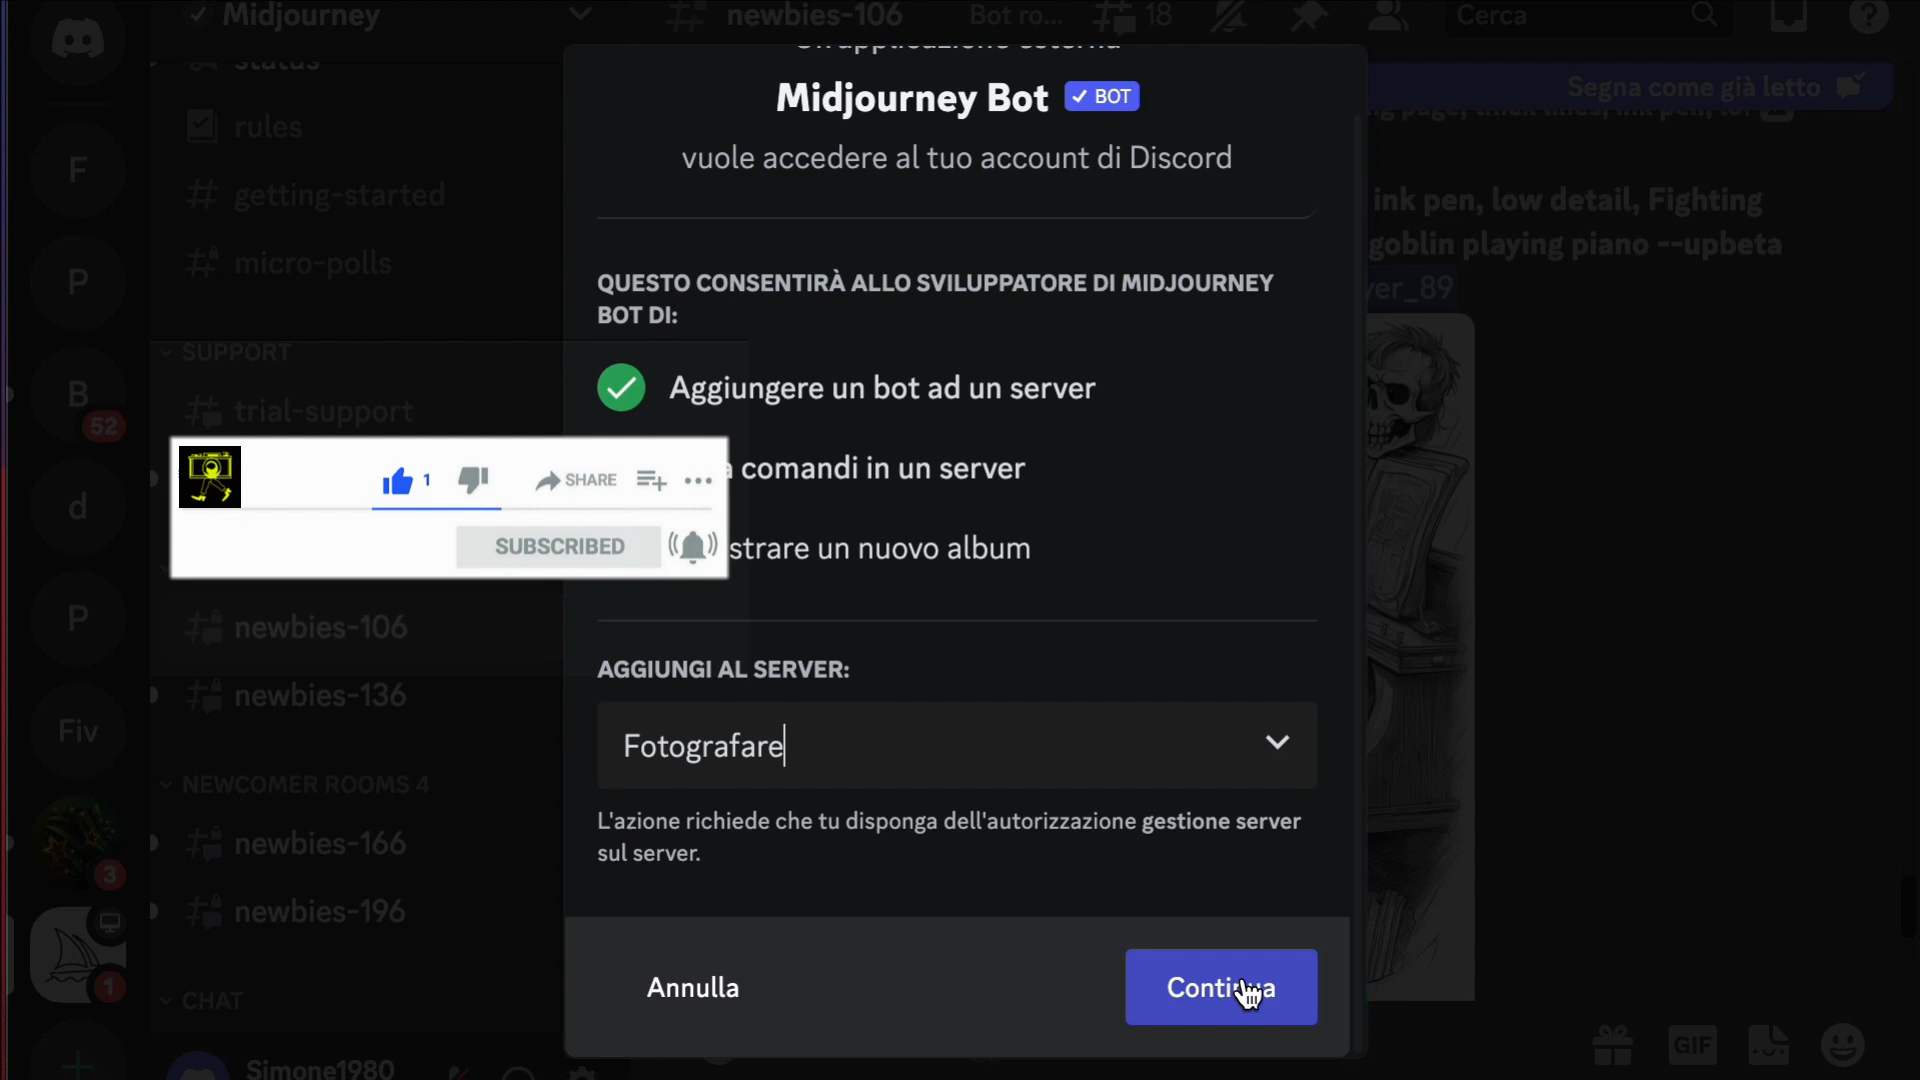 Midjourney
newbies-106
Bot ro...
18
Cerca
?
status
Un'applicazione esterna
Midjourney Bot
BOT
Segna come già letto
rules
vuole accedere al tuo account di Discord
F
getting-started
ink pen, low detail, Fighting
goblin playing piano --upbeta
micro-polls
P
QUESTO CONSENTIRÀ ALLO SVILUPPATORE DI MIDJOURNEY
BOT DI:
er_89
SUPPORT
B
52
trial-support
Aggiungere un bot ad un server
comandi in un server
1
SHARE
d
SUBSCRIBED
strare un nuovo album
P
newbies-106
AGGIUNGI AL SERVER:
newbies-136
Fiv
Fotografare
NEWCOMER ROOMS 4
L'azione richiede che tu disponga dell'autorizzazione gestione server
sul server.
newbies-166
3
newbies-196
1
CHAT
Annulla
Continua
GIF
Simone1980